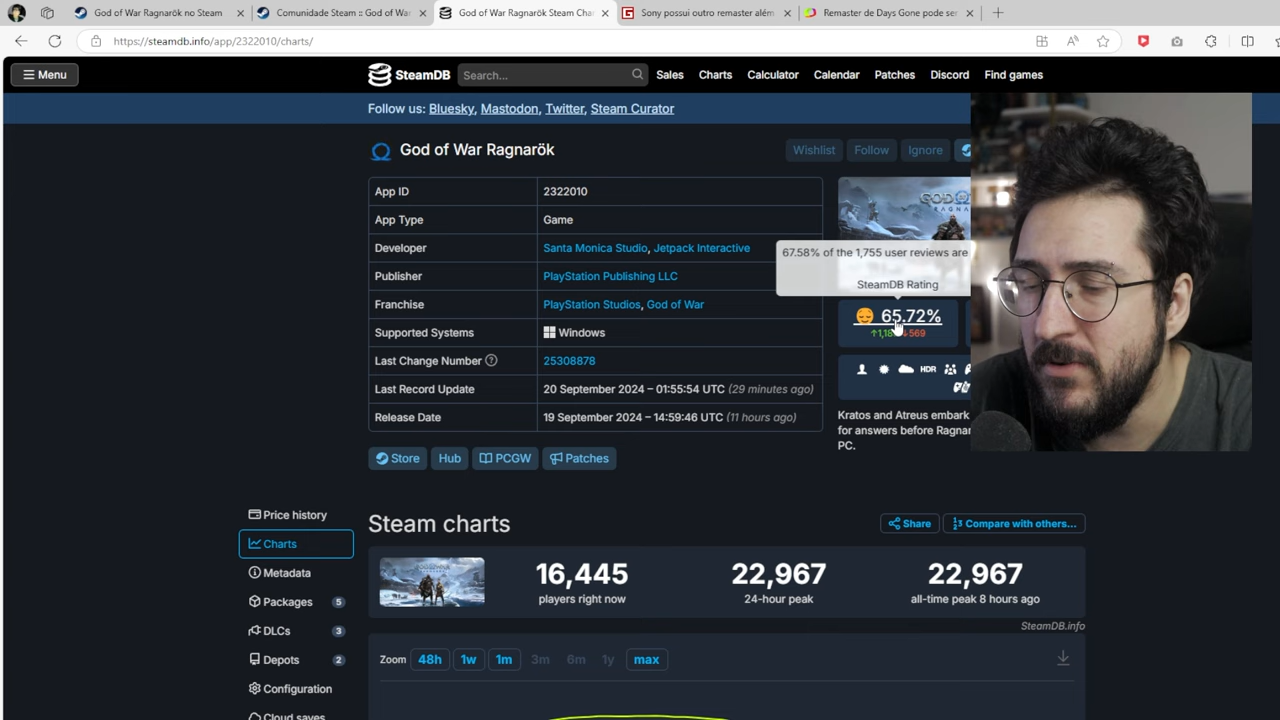 God of War Ragnarök no Steam
Comunidade Steam :: God of War
God of War Ragnarök Steam Char
Sony possui outro remaster além
Remaster de Days Gone pode ser
https://steamdb.info/app/2322010/charts/
Menu
SteamDB
Search...
Sales
Charts
Calculator
Calendar
Patches
Discord
Find games
Follow us: Bluesky, Mastodon, Twitter, Steam Curator
God of War Ragnarök
Wishlist
Follow
Ignore
App ID 2322010
App Type Game
Developer Santa Monica Studio, Jetpack Interactive
Publisher PlayStation Publishing LLC
Franchise PlayStation Studios, God of War
Supported Systems Windows
Last Change Number 25308878
Last Record Update 20 September 2024 – 01:55:54 UTC (29 minutes ago)
Release Date 19 September 2024 – 14:59:46 UTC (11 hours ago)
67.58% of the 1,755 user reviews are
SteamDB Rating
65.72%
569
HDR
Kratos and Atreus embark
for answers before Ragnar
PC.
Store
Hub
PCGW
Patches
Price history
Charts
Metadata
Packages 5
DLCs 3
Depots 2
Configuration
Cloud saves
Steam charts
Share
Compare with others...
16,445
players right now
22,967
24-hour peak
22,967
all-time peak 8 hours ago
SteamDB.info
Zoom 48h 1w 1m 3m 6m 1y max